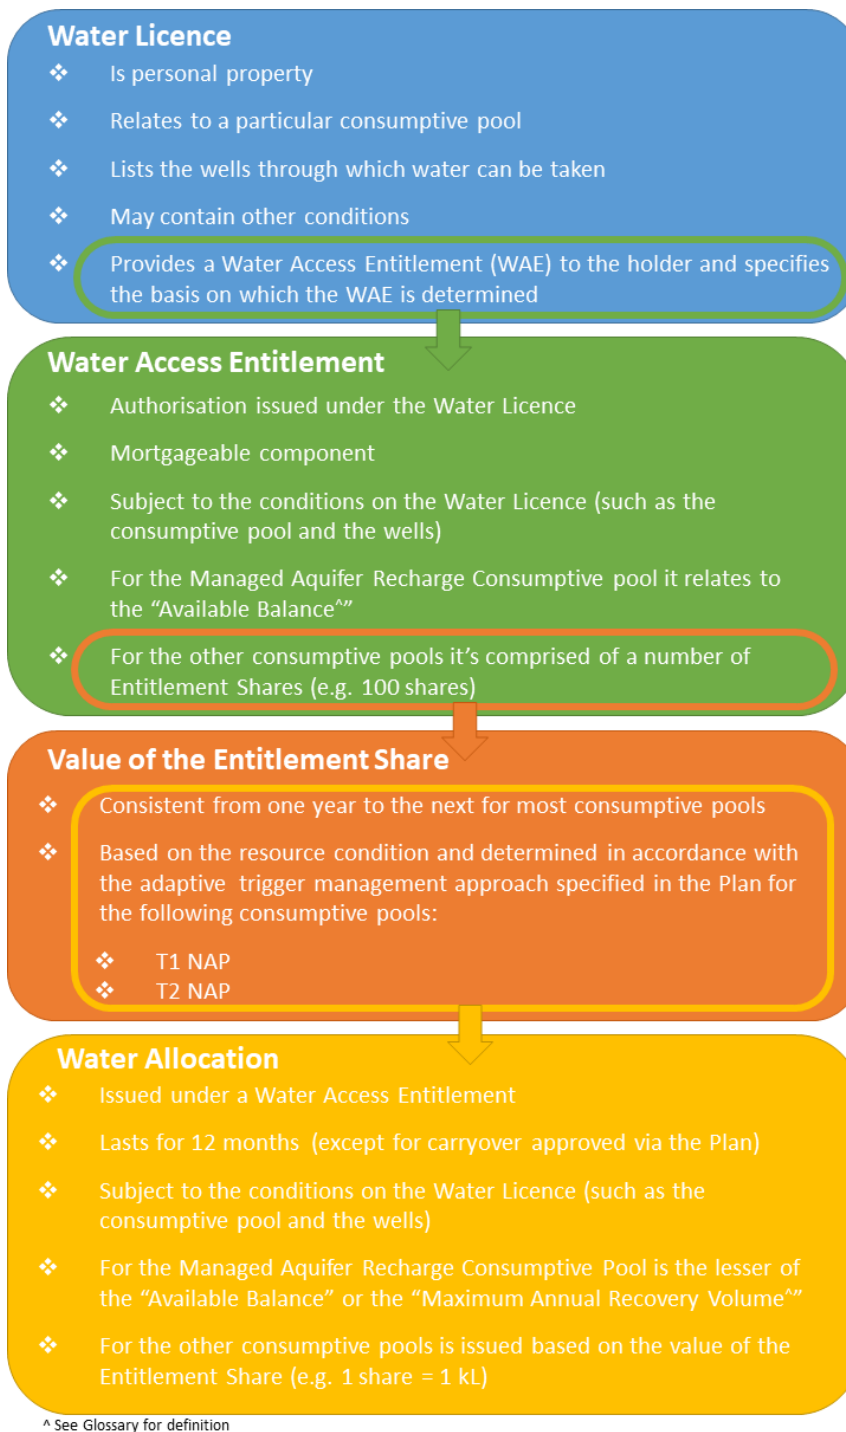 Water Licence
❖ Is personal property
❖ Relates to a particular consumptive pool
❖ Lists the wells through which water can be taken
❖ May contain other conditions
❖ Provides a Water Access Entitlement (WAE) to the holder and specifies
the basis on which the WAE is determined
Water Access Entitlement
❖ Authorisation issued under the Water Licence
❖ Mortgageable component
❖ Subject to the conditions on the Water Licence (such as the
consumptive pool and the wells)
❖ For the Managed Aquifer Recharge Consumptive pool it relates to
the “Available Balance^”
❖ For the other consumptive pools it’s comprised of a number of
Entitlement Shares (e.g. 100 shares)
Value of the Entitlement Share
❖ Consistent from one year to the next for most consumptive pools
❖ Based on the resource condition and determined in accordance with
the adaptive trigger management approach specified in the Plan for
the following consumptive pools:
❖ T1 NAP
❖ T2 NAP
Water Allocation
❖ Issued under a Water Access Entitlement
❖ Lasts for 12 months (except for carryover approved via the Plan)
❖ Subject to the conditions on the Water Licence (such as the
consumptive pool and the wells)
❖ For the Managed Aquifer Recharge Consumptive Pool is the lesser of
the “Available Balance” or the “Maximum Annual Recovery Volume^”
❖ For the other consumptive pools is issued based on the value of the
Entitlement Share (e.g. 1 share = 1 kL)
^ See Glossary for definition